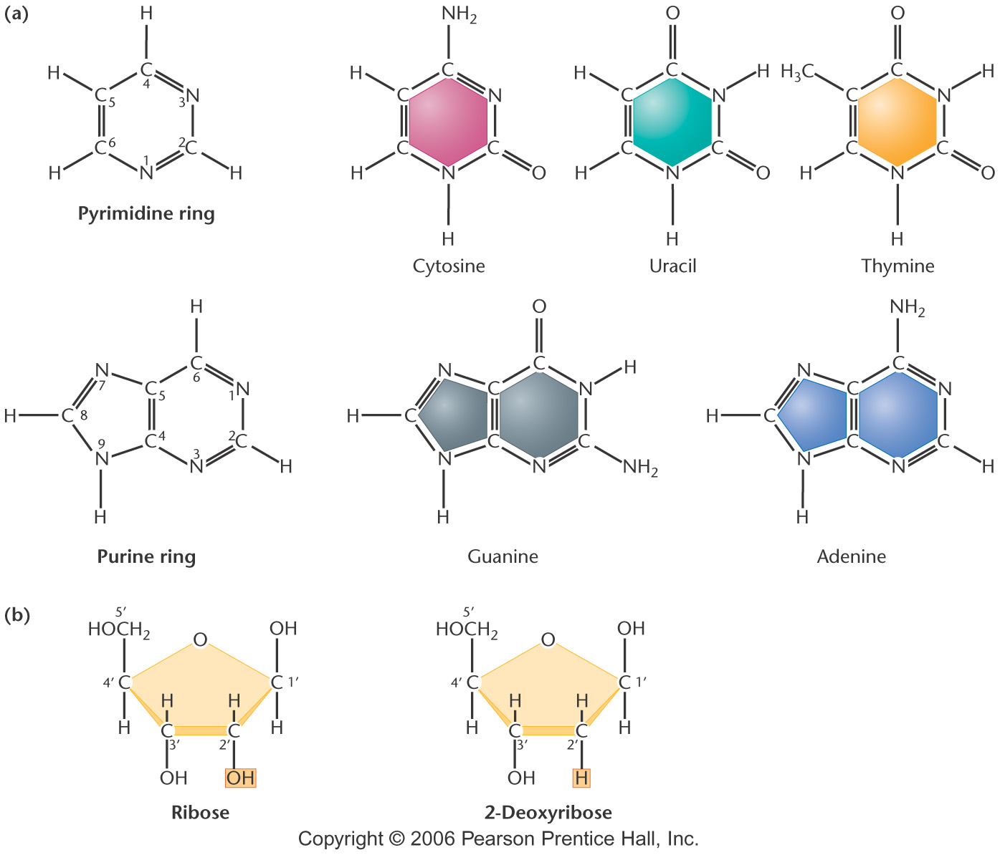 (a)
H NH₂ O O
H C 4 N 3 C 5 H C N H C N H H₃C C N H
C 6 C 2 N 1 H H C C N O H C C N O H C C N O
H H H
Pyrimidine ring
Cytosine Uracil Thymine
H O NH₂
N 7 C 6 C 5 N 1 N C C N H N C C N
H C 8 C 4 C 2 N 9 N 3 H H C C C N N NH₂ H C C C N N H
H H H
Purine ring Guanine Adenine
(b)
5′ 5′
HOCH₂ O OH HOCH₂ O OH
4′ C C 1′ 4′ C C 1′
H H H H H H H H
C C C C
3′ 2′ 3′ 2′
OH OH OH H
Ribose 2-Deoxyribose
Copyright © 2006 Pearson Prentice Hall, Inc.